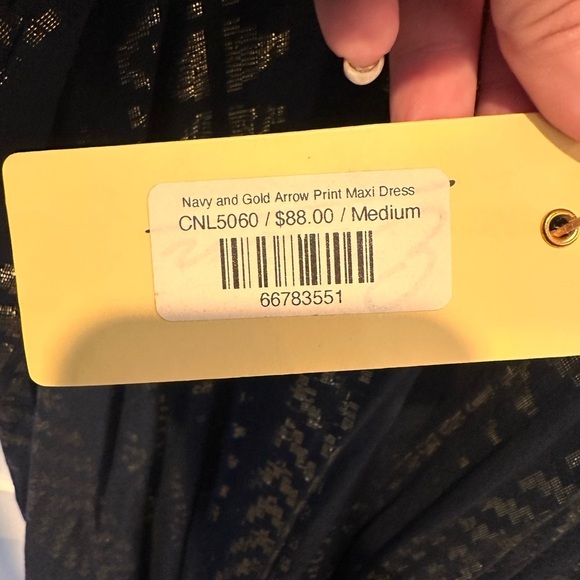 Navy and Gold Arrow Print Maxi Dress
CNL5060 / $88.00 / Medium
66783551